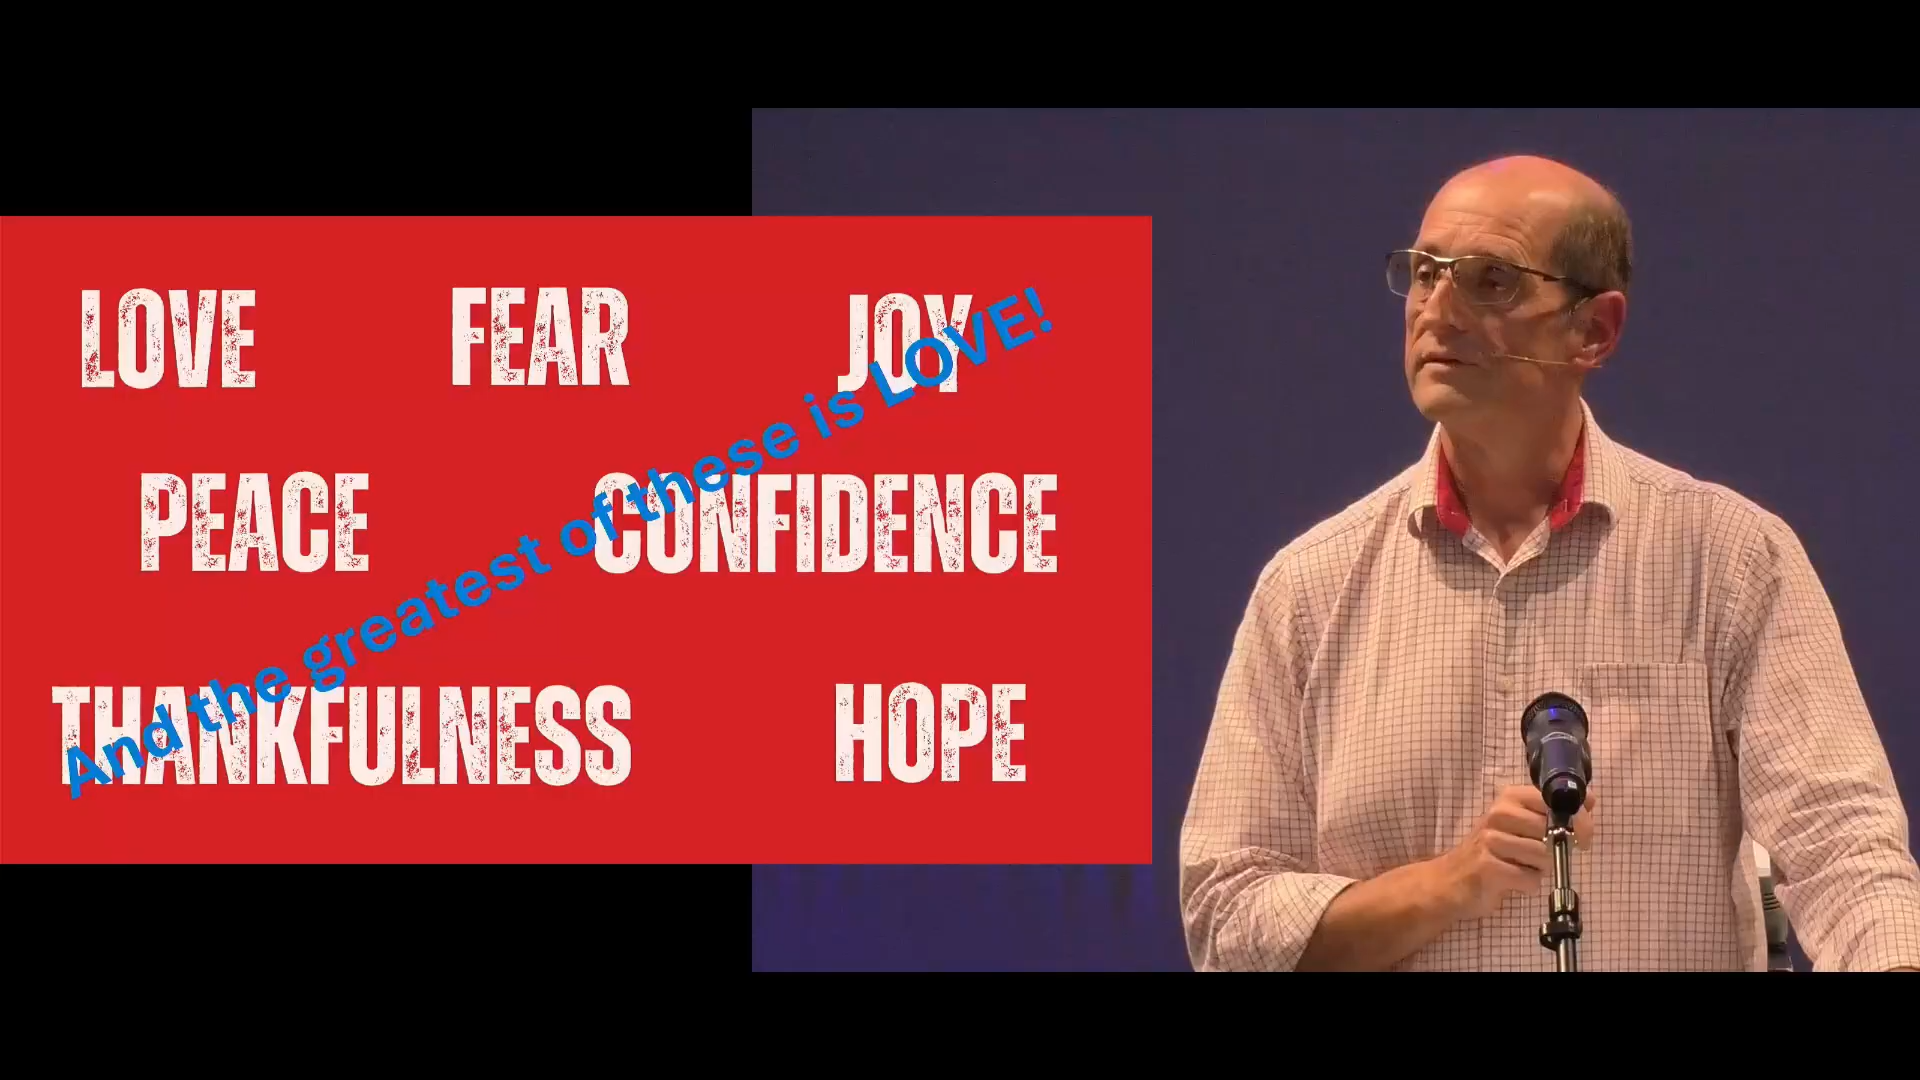 LOVE FEAR JOY
PEACE CONFIDENCE
THANKFULNESS HOPE
And the greatest of these is LOVE!